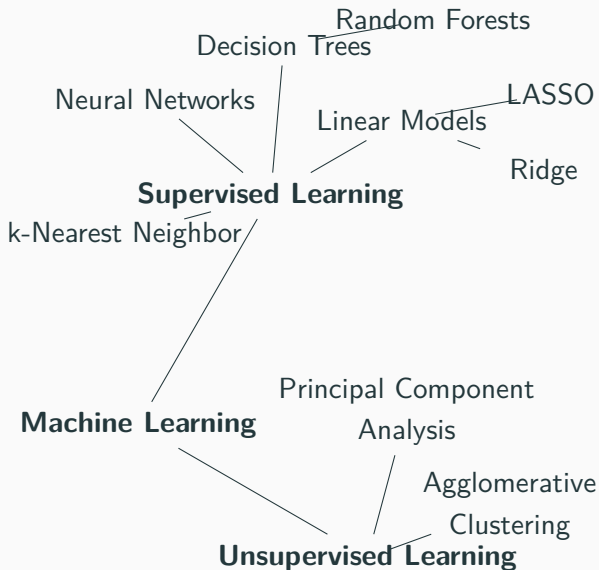 Random Forests
Decision Trees
Neural Networks
LASSO
Linear Models
Ridge
Supervised Learning
k-Nearest Neighbor
Principal Component
Analysis
Machine Learning
Agglomerative
Clustering
Unsupervised Learning